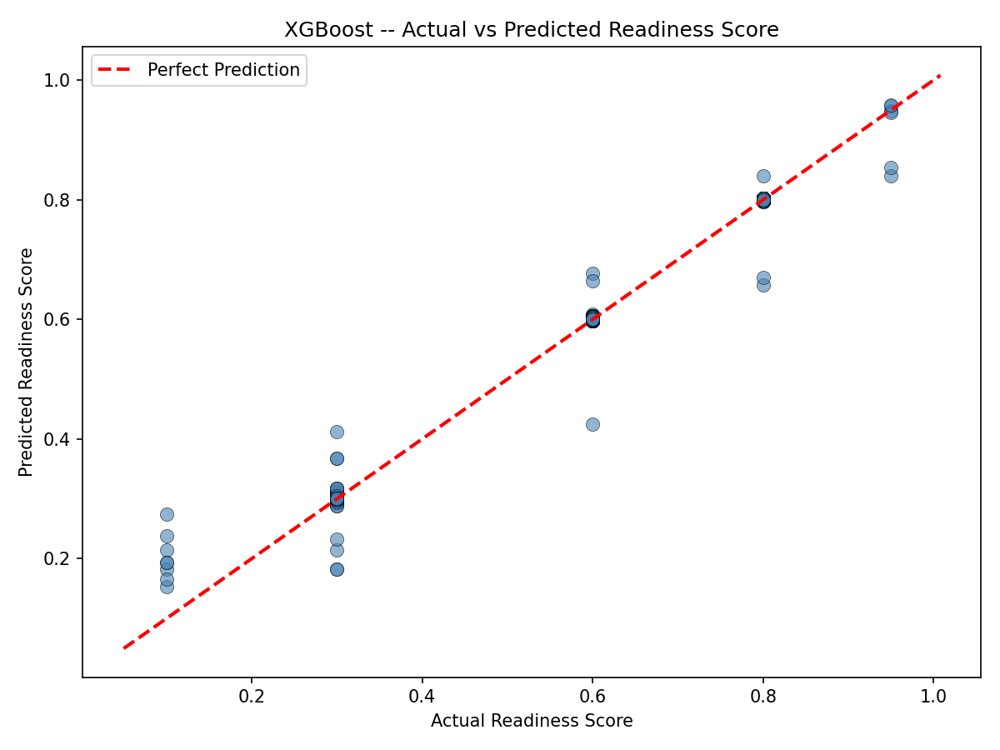 XGBoost -- Actual vs Predicted Readiness Score
Perfect Prediction
Predicted Readiness Score
1.0
0.8
0.6
0.4
0.2
0.2 0.4 0.6 0.8 1.0
Actual Readiness Score